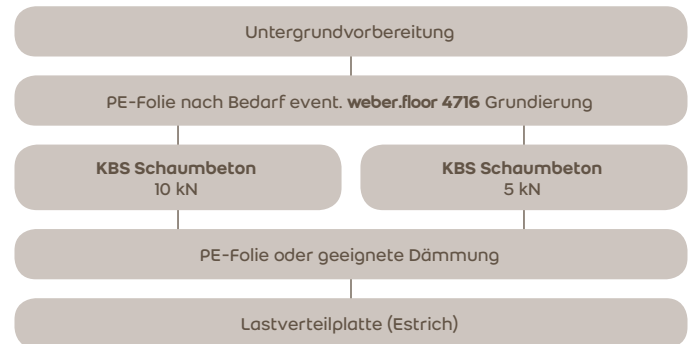 Untergrundvorbereitung
PE-Folie nach Bedarf event. weber.floor 4716 Grundierung
KBS Schaumbeton
10 kN
KBS Schaumbeton
5 kN
PE-Folie oder geeignete Dämmung
Lastverteilplatte (Estrich)